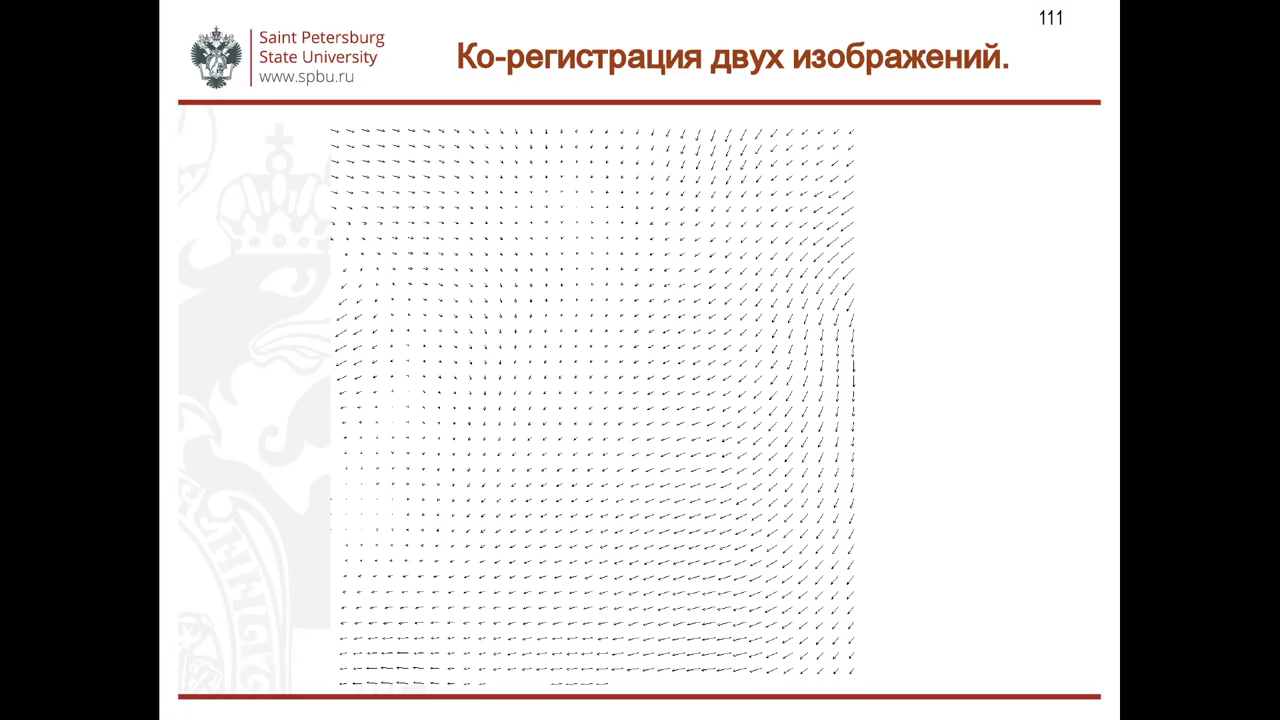 111
Saint Petersburg
State University
www.spbu.ru
Ко-регистрация двух изображений.